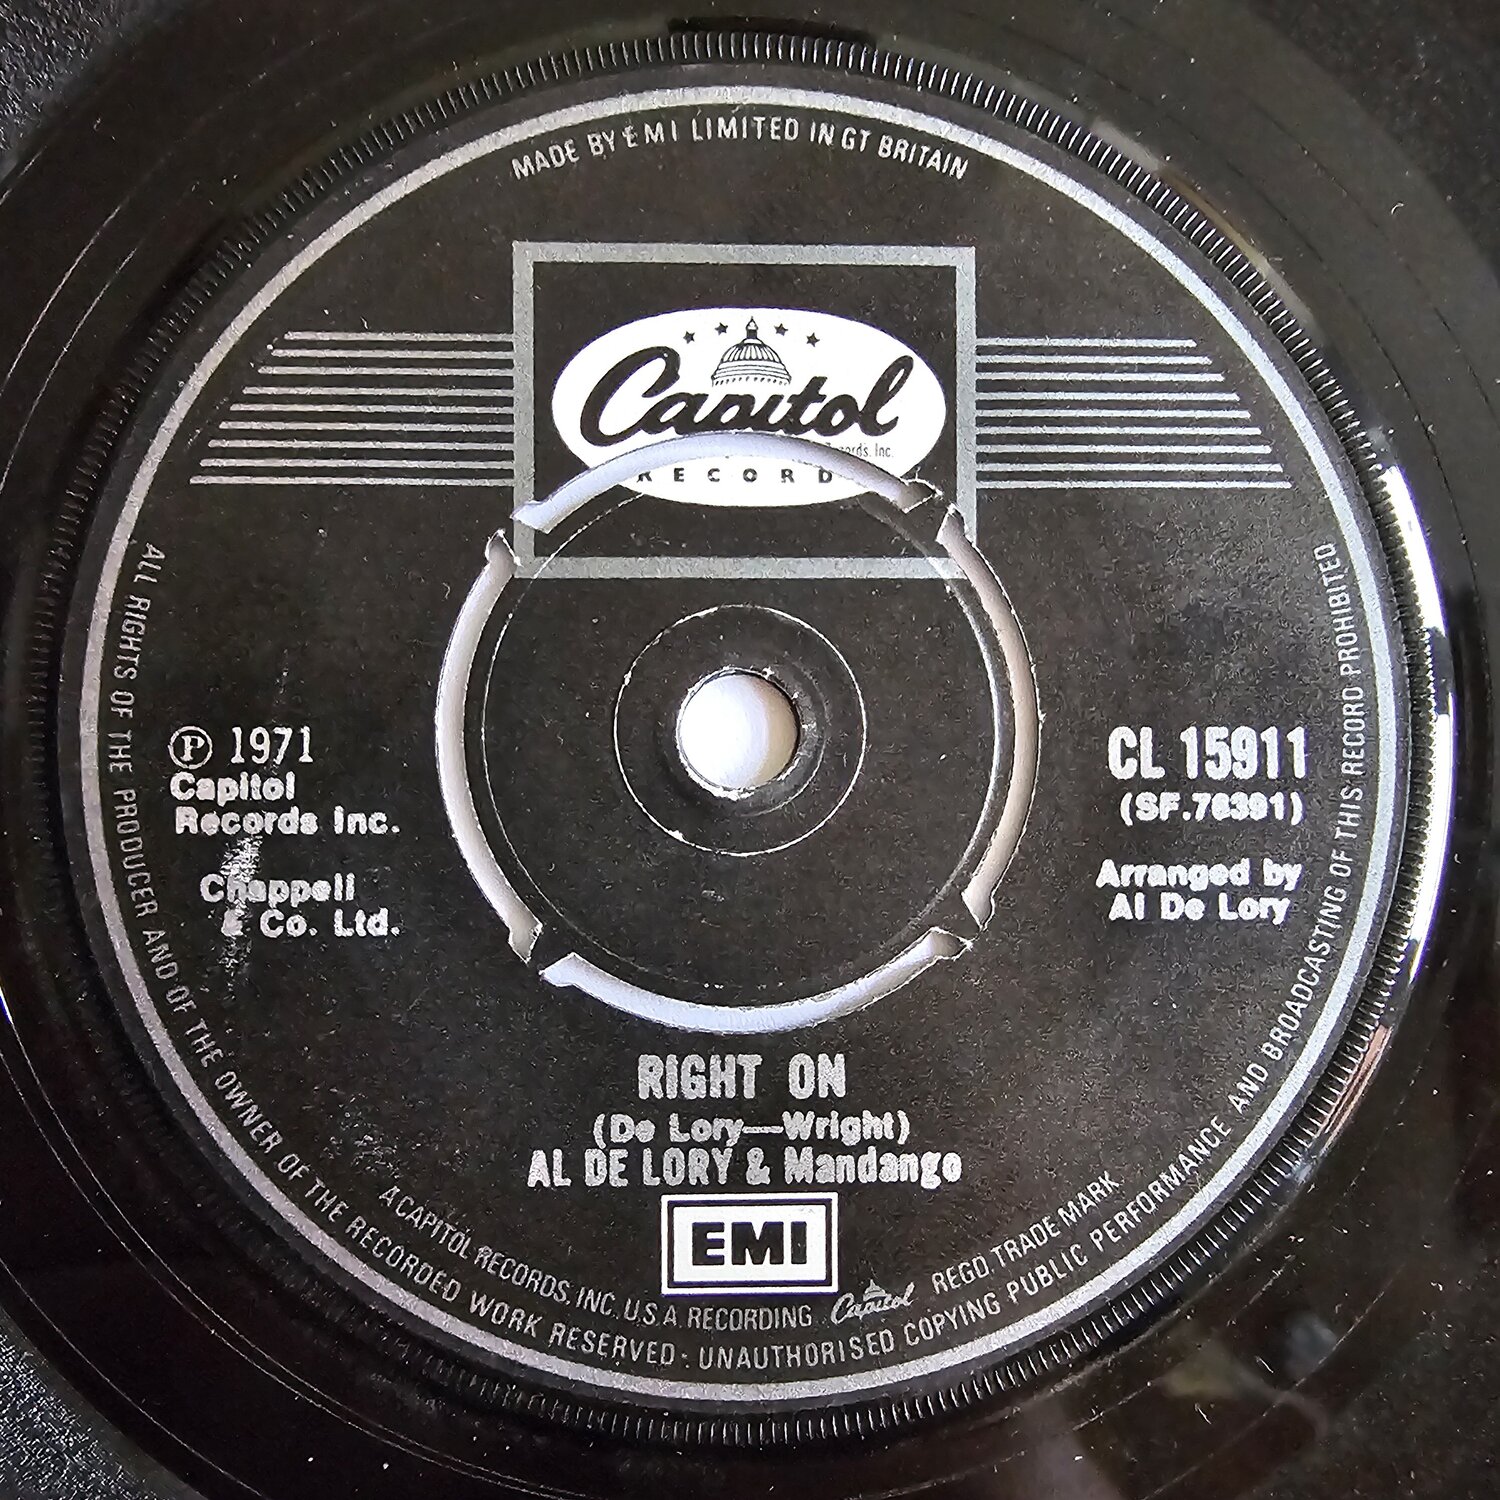 MADE BY EMI LIMITED IN GT BRITAIN
Capitol
Records, Inc.
RECORD
℗ 1971
Capitol
Records Inc.
Chappell
& Co. Ltd.
CL 15911
(SF.78391)
Arranged by
Al De Lory
RIGHT ON
(De Lory—Wright)
AL DE LORY & Mandango
EMI
A CAPITOL RECORDS, INC. U.S.A. RECORDING Capitol REGD. TRADE MARK
ALL RIGHTS OF THE PRODUCER AND OF THE OWNER OF THE RECORDED WORK RESERVED · UNAUTHORISED COPYING PUBLIC PERFORMANCE AND BROADCASTING OF THIS RECORD PROHIBITED